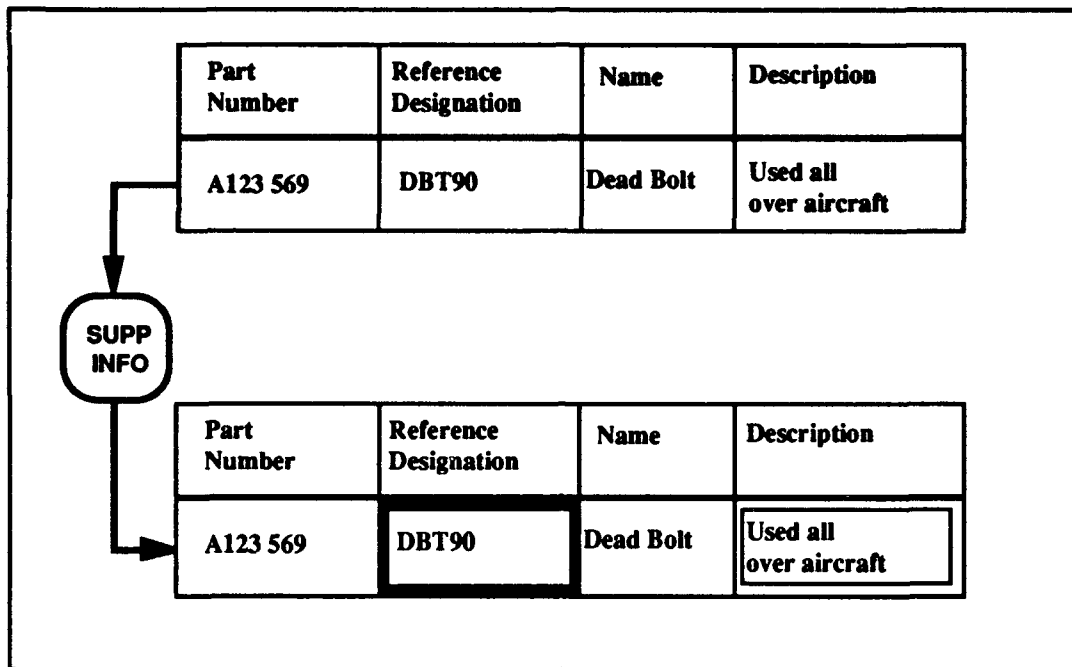 Part Number
Reference Designation
Name
Description
A123 569
DBT90
Dead Bolt
Used all
over aircraft
SUPP
INFO
Part Number
Reference Designation
Name
Description
A123 569
DBT90
Dead Bolt
Used all
over aircraft